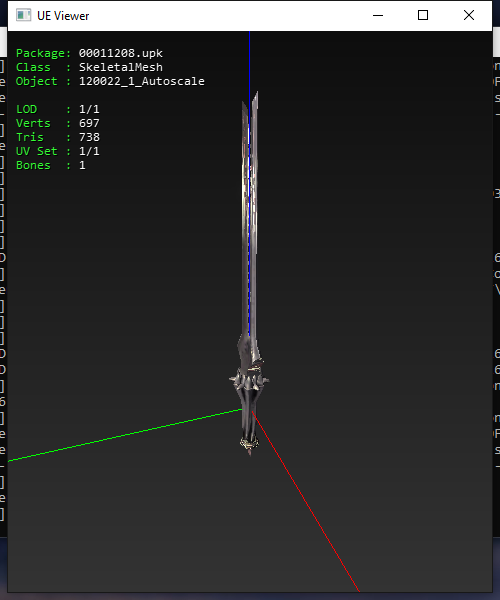 UE Viewer
Package: 00011208.upk
Class : SkeletalMesh
Object : 120022_1_Autoscale
LOD : 1/1
Verts : 697
Tris : 738
UV Set : 1/1
Bones : 1